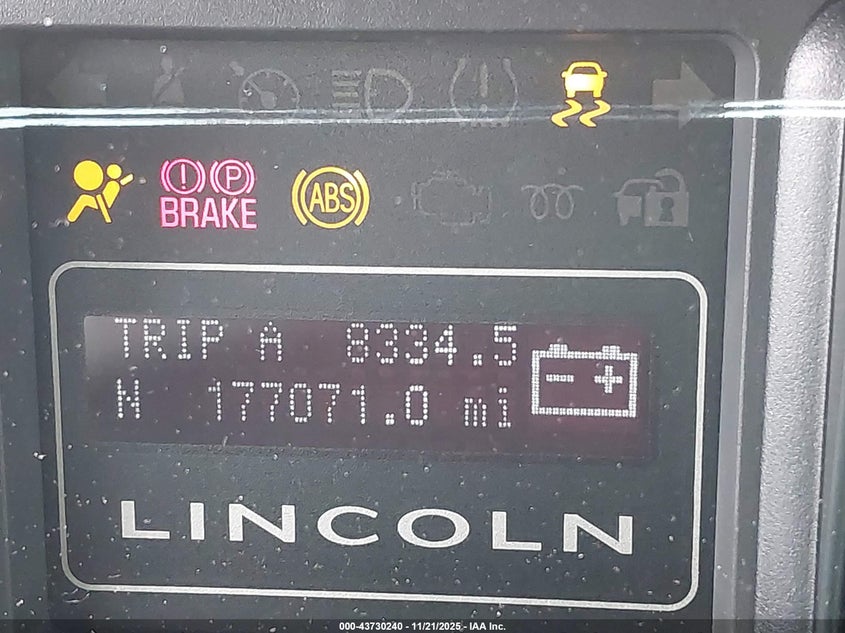 (!) (P)
BRAKE
ABS
TRIP A 8334.5
N 177071.0 mi
LINCOLN
000-43730240 - 11/21/2025 - IAA Inc.